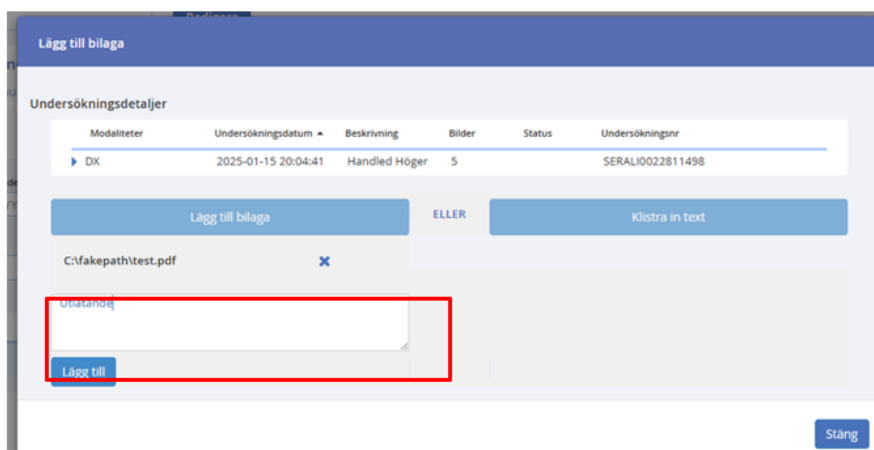 Lägg till bilaga
Undersökningsdetaljer
Modaliteter Undersökningsdatum Beskrivning Bilder Status Undersökningsnr
DX 2025-01-15 20:04:41 Handled Höger 5 SERALI0022811498
Lägg till bilaga ELLER Klistra in text
C:\fakepath\test.pdf
Utlåtande
Lägg till
Stäng